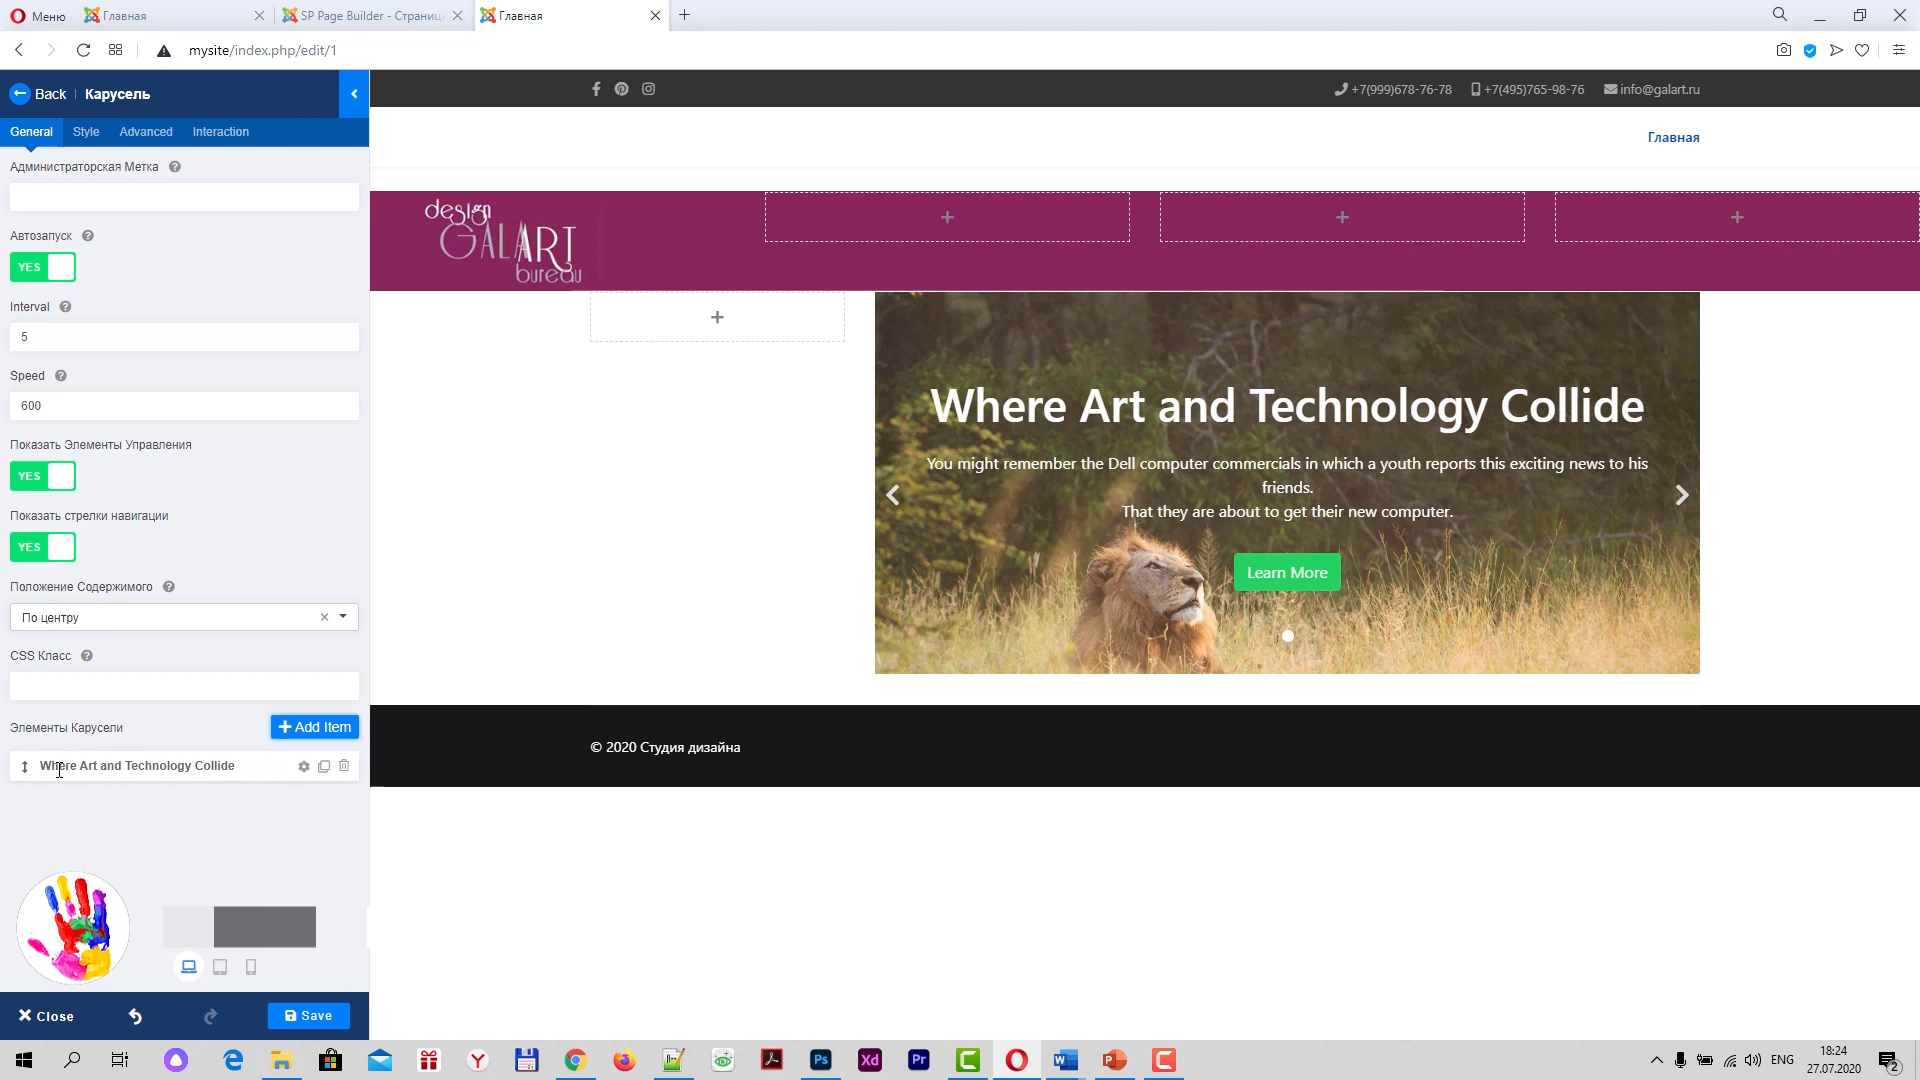 Меню
Главная
SP Page Builder - Страниц
Главная
mysite/index.php/edit/1
Back
Карусель
General
Style
Advanced
Interaction
Администраторская Метка
Автозапуск
YES
Interval
5
Speed
600
Показать Элементы Управления
YES
Показать стрелки навигации
YES
Положение Содержимого
По центру
CSS Класс
Элементы Карусели
Add Item
Where Art and Technology Collide
Close
Save
+7(999)678-76-78
+7(495)765-98-76
info@galart.ru
Главная
design
GALART
bureau
Where Art and Technology Collide
You might remember the Dell computer commercials in which a youth reports this exciting news to his
friends.
That they are about to get their new computer.
Learn More
© 2020 Студия дизайна
ENG
18:24
27.07.2020
2